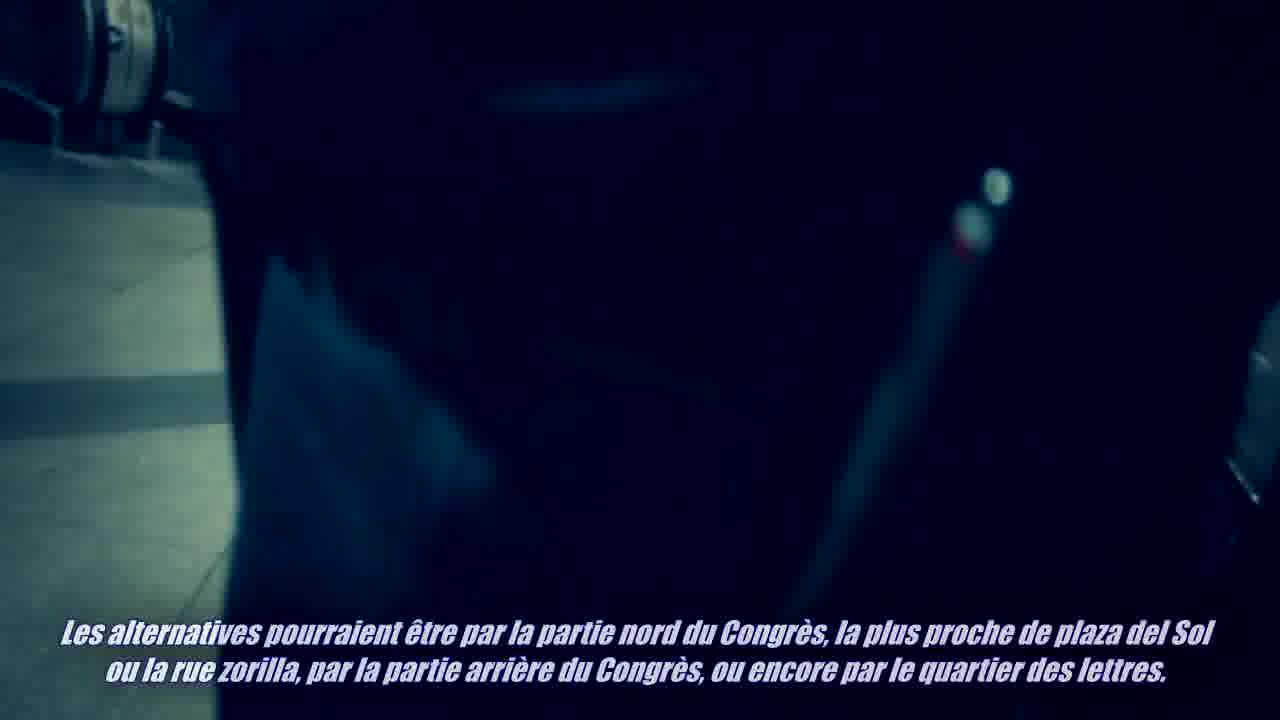 Les alternatives pourraient être par la partie nord du Congrès, la plus proche de plaza del Sol
ou la rue zorilla, par la partie arrière du Congrès, ou encore par le quartier des lettres.